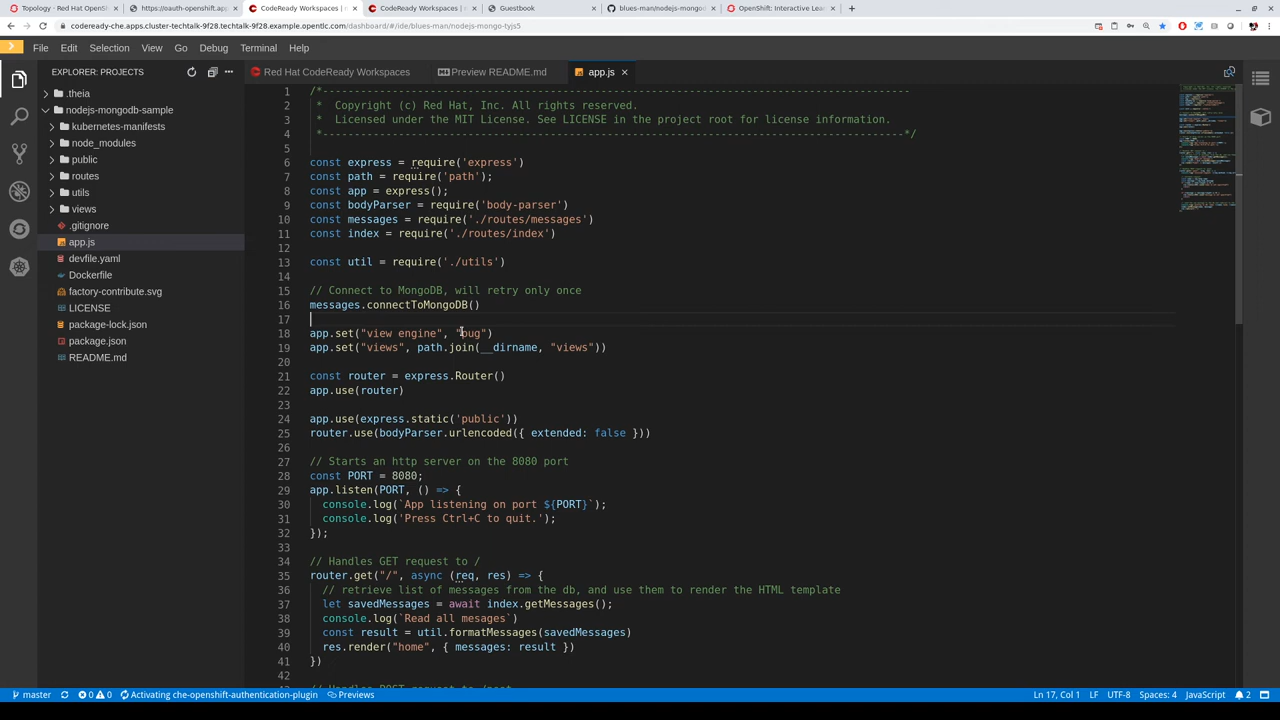 Topology · Red Hat OpenSh
https://oauth-openshift.app
CodeReady Workspaces | n
CodeReady Workspaces |
Guestbook
blues-man/nodejs-mongod
OpenShift: Interactive Lea
codeready-che.apps.cluster-techtalk-9f28.techtalk-9f28.example.opentlc.com/dashboard/#/ide/blues-man/nodejs-mongo-tyjs5
File Edit Selection View Go Debug Terminal Help
EXPLORER: PROJECTS
Red Hat CodeReady Workspaces
Preview README.md
app.js
.theia
nodejs-mongodb-sample
kubernetes-manifests
node_modules
public
routes
utils
views
.gitignore
app.js
devfile.yaml
Dockerfile
factory-contribute.svg
LICENSE
package-lock.json
package.json
README.md
1 /*------------------------------------------------------------------------------------------
2 * Copyright (c) Red Hat, Inc. All rights reserved.
3 * Licensed under the MIT License. See LICENSE in the project root for license information.
4 *-----------------------------------------------------------------------------------------*/
5
6 const express = require('express')
7 const path = require('path');
8 const app = express();
9 const bodyParser = require('body-parser')
10 const messages = require('./routes/messages')
11 const index = require('./routes/index')
12
13 const util = require('./utils')
14
15 // Connect to MongoDB, will retry only once
16 messages.connectToMongoDB()
17
18 app.set("view engine", "pug")
19 app.set("views", path.join(__dirname, "views"))
20
21 const router = express.Router()
22 app.use(router)
23
24 app.use(express.static('public'))
25 router.use(bodyParser.urlencoded({ extended: false }))
26
27 // Starts an http server on the 8080 port
28 const PORT = 8080;
29 app.listen(PORT, () => {
30 console.log(`App listening on port ${PORT}`);
31 console.log('Press Ctrl+C to quit.');
32 });
33
34 // Handles GET request to /
35 router.get("/", async (req, res) => {
36 // retrieve list of messages from the db, and use them to render the HTML template
37 let savedMessages = await index.getMessages();
38 console.log(`Read all mesages`)
39 const result = util.formatMessages(savedMessages)
40 res.render("home", { messages: result })
41 })
42
master
0 0
Activating che-openshift-authentication-plugin
Previews
Ln 17, Col 1
LF
UTF-8
Spaces: 4
JavaScript
2